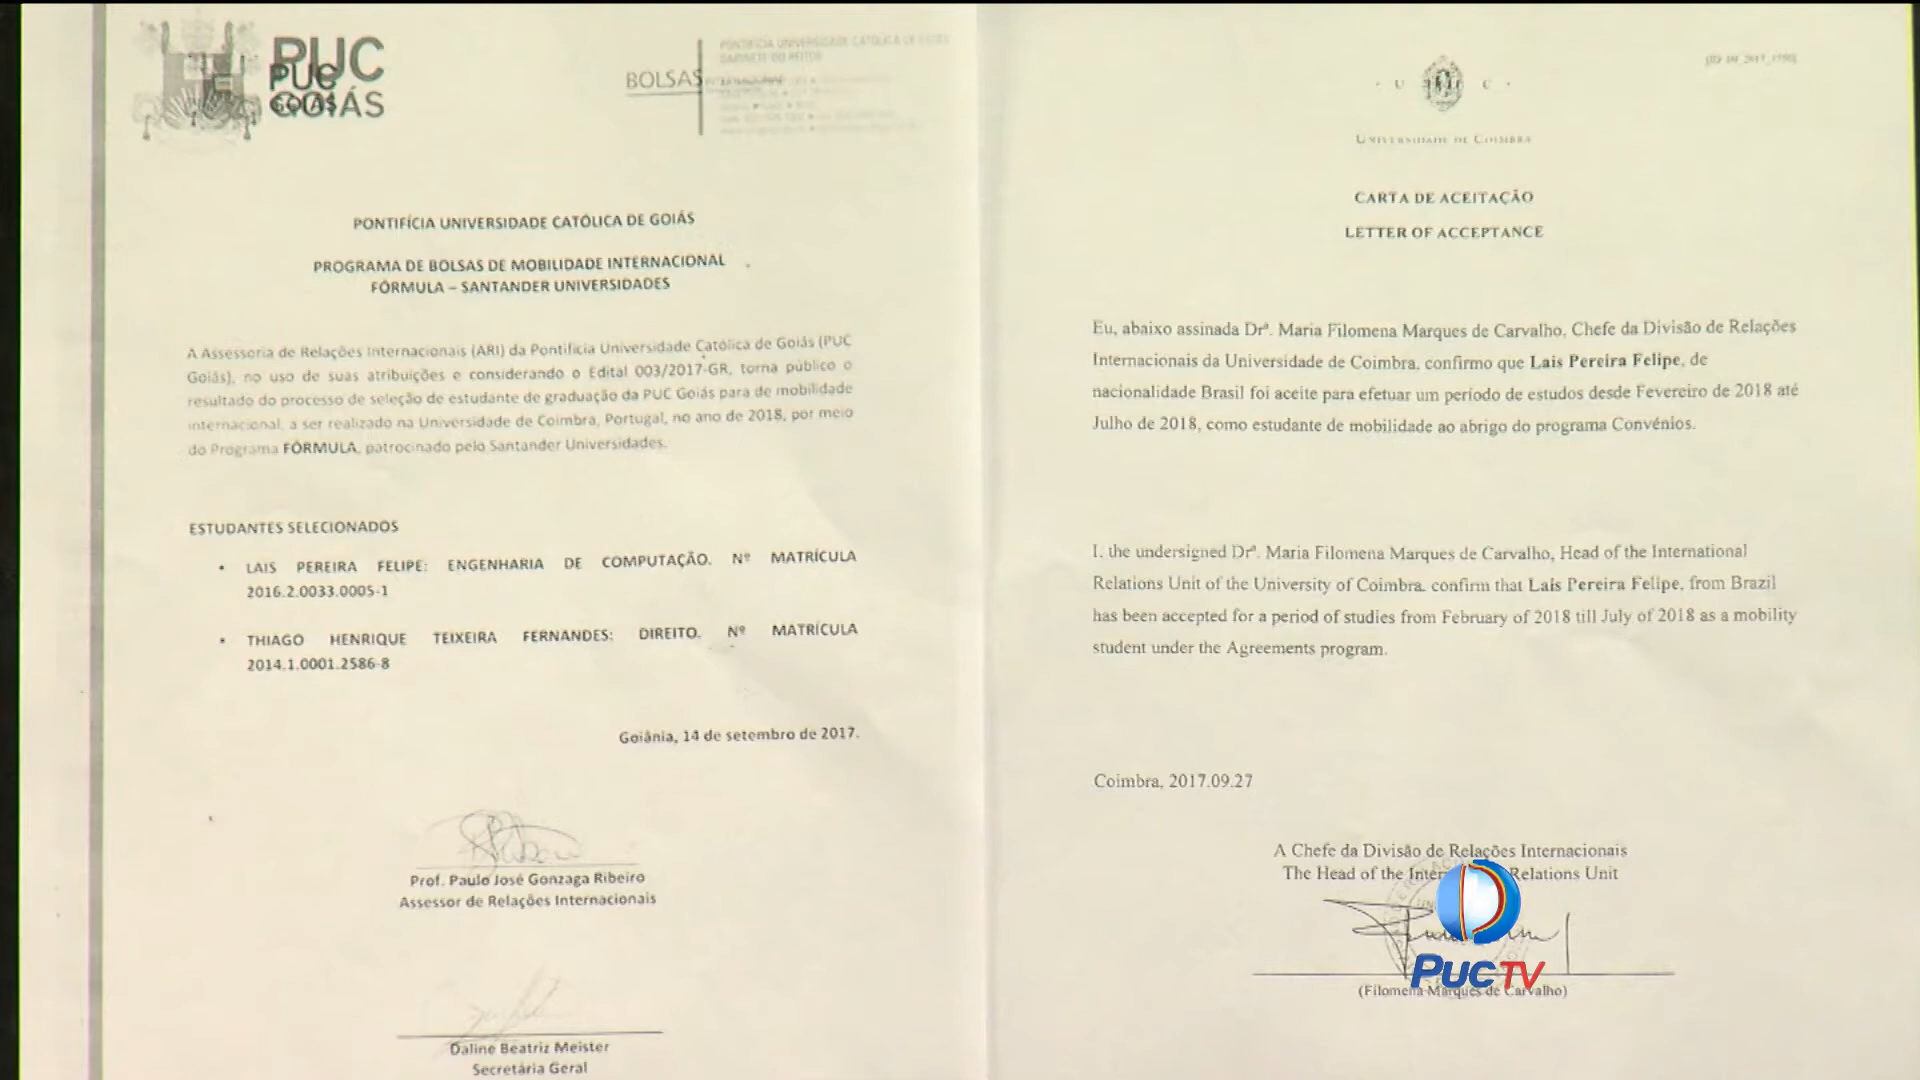 PUC
GOIÁS
PUC
GOIÁS
BOLSAS
PONTIFÍCIA UNIVERSIDADE CATÓLICA DE GOIÁS
GABINETE DO REITOR
PONTIFÍCIA UNIVERSIDADE CATÓLICA DE GOIÁS
PROGRAMA DE BOLSAS DE MOBILIDADE INTERNACIONAL
FÓRMULA – SANTANDER UNIVERSIDADES
A Assessoria de Relações Internacionais (ARI) da Pontifícia Universidade Católica de Goiás (PUC
Goiás), no uso de suas atribuições e considerando o Edital 003/2017-GR, torna público o
resultado do processo de seleção de estudante de graduação da PUC Goiás para de mobilidade
internacional, a ser realizado na Universidade de Coimbra, Portugal, no ano de 2018, por meio
do Programa FÓRMULA, patrocinado pelo Santander Universidades.
ESTUDANTES SELECIONADOS
• LAIS PEREIRA FELIPE: ENGENHARIA DE COMPUTAÇÃO. Nº MATRÍCULA
2016.2.0033.0005-1
• THIAGO HENRIQUE TEIXEIRA FERNANDES: DIREITO. Nº MATRÍCULA
2014.1.0001.2586-8
Goiânia, 14 de setembro de 2017.
Prof. Paulo José Gonzaga Ribeiro
Assessor de Relações Internacionais
Daline Beatriz Meister
Secretária Geral
· U C ·
UNIVERSIDADE DE COIMBRA
CARTA DE ACEITAÇÃO
LETTER OF ACCEPTANCE
Eu, abaixo assinada Drª. Maria Filomena Marques de Carvalho, Chefe da Divisão de Relações
Internacionais da Universidade de Coimbra, confirmo que Lais Pereira Felipe, de
nacionalidade Brasil foi aceite para efetuar um período de estudos desde Fevereiro de 2018 até
Julho de 2018, como estudante de mobilidade ao abrigo do programa Convénios.
I, the undersigned Drª. Maria Filomena Marques de Carvalho, Head of the International
Relations Unit of the University of Coimbra, confirm that Lais Pereira Felipe, from Brazil
has been accepted for a period of studies from February of 2018 till July of 2018 as a mobility
student under the Agreements program.
Coimbra, 2017.09.27
A Chefe da Divisão de Relações Internacionais
The Head of the Inter Relations Unit
PUC TV
(Filomena Marques de Carvalho)